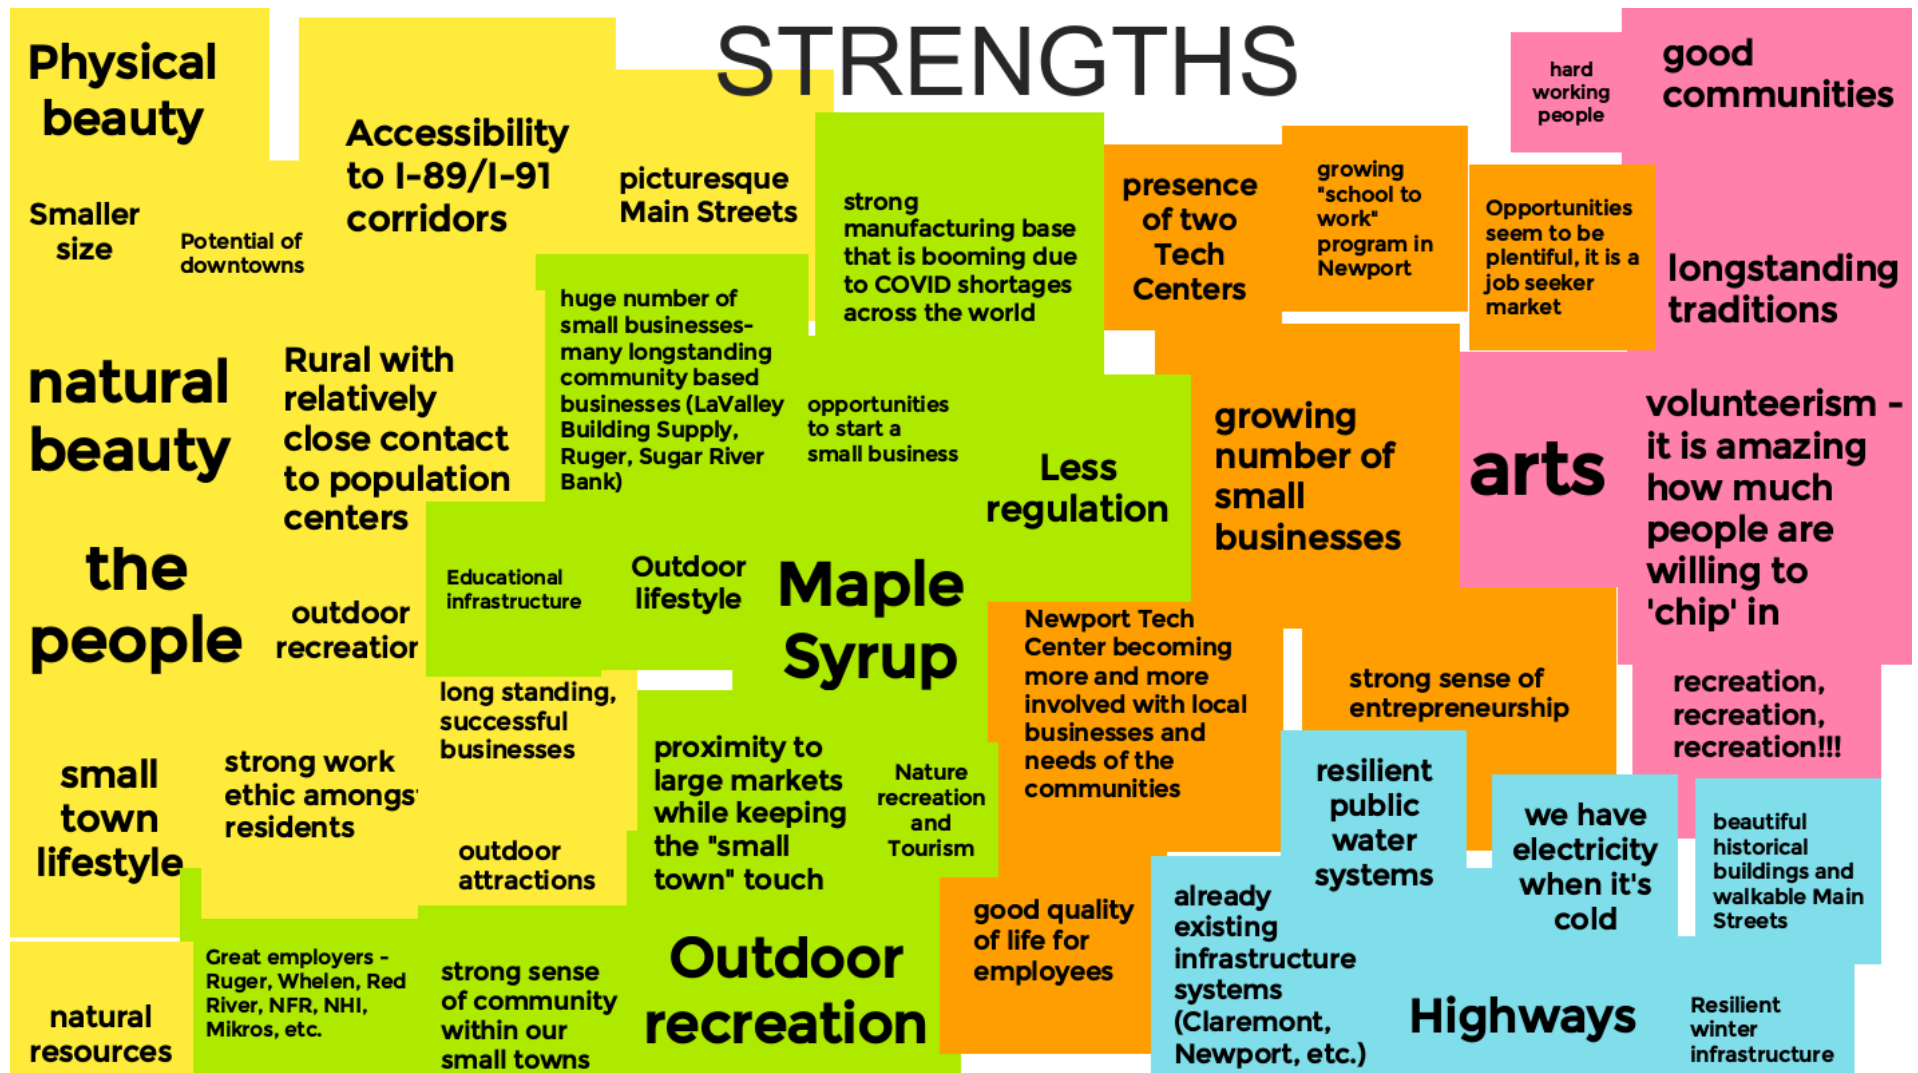 STRENGTHS
Physical
beauty
Smaller
size
Potential of
downtowns
Accessibility
to I-89/I-91
corridors
picturesque
Main Streets
natural
beauty
Rural with
relatively
close contact
to population
centers
the
people
outdoor
recreation
small
town
lifestyle
strong work
ethic amongs
residents
long standing,
successful
businesses
outdoor
attractions
natural
resources
huge number of
small businesses-
many longstanding
community based
businesses (LaValley
Building Supply,
Ruger, Sugar River
Bank)
strong
manufacturing base
that is booming due
to COVID shortages
across the world
opportunities
to start a
small business
Less
regulation
Educational
infrastructure
Outdoor
lifestyle
Maple
Syrup
proximity to
large markets
while keeping
the "small
town" touch
Nature
recreation
and
Tourism
Great employers -
Ruger, Whelen, Red
River, NFR, NHI,
Mikros, etc.
strong sense
of community
within our
small towns
Outdoor
recreation
presence
of two
Tech
Centers
growing
"school to
work"
program in
Newport
Opportunities
seem to be
plentiful, it is a
job seeker
market
growing
number of
small
businesses
Newport Tech
Center becoming
more and more
involved with local
businesses and
needs of the
communities
strong sense of
entrepreneurship
good quality
of life for
employees
hard
working
people
good
communities
longstanding
traditions
arts
volunteerism -
it is amazing
how much
people are
willing to
'chip' in
recreation,
recreation,
recreation!!!
resilient
public
water
systems
we have
electricity
when it's
cold
beautiful
historical
buildings and
walkable Main
Streets
already
existing
infrastructure
systems
(Claremont,
Newport, etc.)
Highways
Resilient
winter
infrastructure